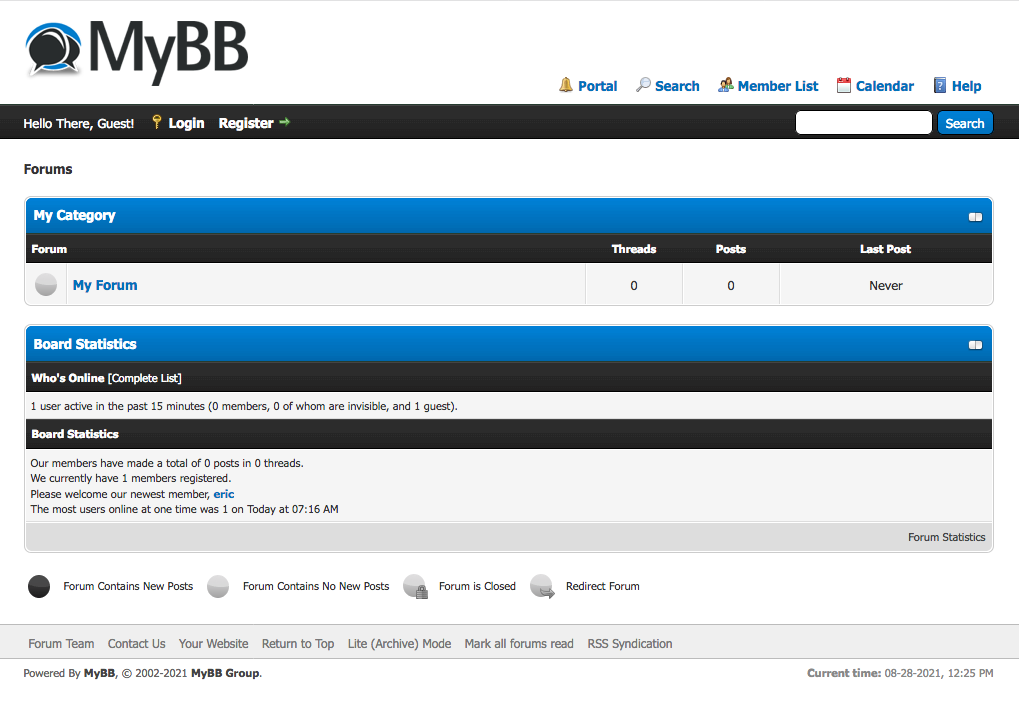 MyBB
Portal Search Member List Calendar Help
Hello There, Guest! Login Register Search
Forums
My Category
Forum Threads Posts Last Post
My Forum 0 0 Never
Board Statistics
Who's Online [Complete List]
1 user active in the past 15 minutes (0 members, 0 of whom are invisible, and 1 guest).
Board Statistics
Our members have made a total of 0 posts in 0 threads.
We currently have 1 members registered.
Please welcome our newest member, eric
The most users online at one time was 1 on Today at 07:16 AM
Forum Statistics
Forum Contains New Posts Forum Contains No New Posts Forum is Closed Redirect Forum
Forum Team Contact Us Your Website Return to Top Lite (Archive) Mode Mark all forums read RSS Syndication
Powered By MyBB, © 2002-2021 MyBB Group. Current time: 08-28-2021, 12:25 PM